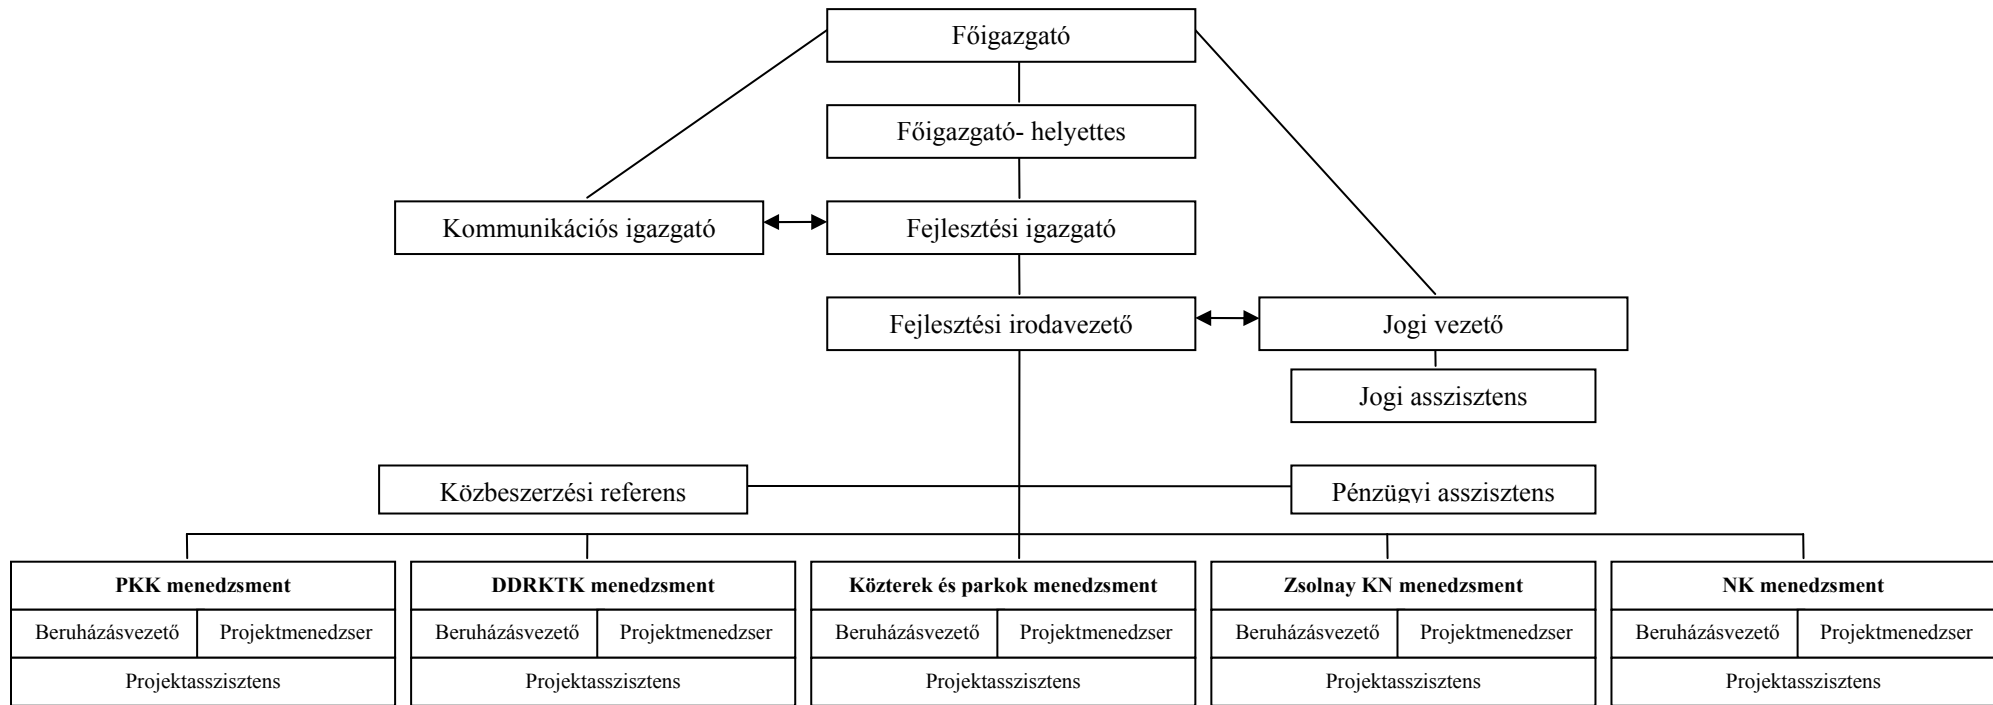 Főigazgató
Főigazgató- helyettes
Kommunikációs igazgató
Fejlesztési igazgató
Fejlesztési irodavezető
Jogi vezető
Jogi asszisztens
Közbeszerzési referens
Pénzügyi asszisztens
PKK menedzsment
DDRKTK menedzsment
Közterek és parkok menedzsment
Zsolnay KN menedzsment
NK menedzsment
Beruházásvezető
Projektmenedzser
Beruházásvezető
Projektmenedzser
Beruházásvezető
Projektmenedzser
Beruházásvezető
Projektmenedzser
Beruházásvezető
Projektmenedzser
Projektasszisztens
Projektasszisztens
Projektasszisztens
Projektasszisztens
Projektasszisztens